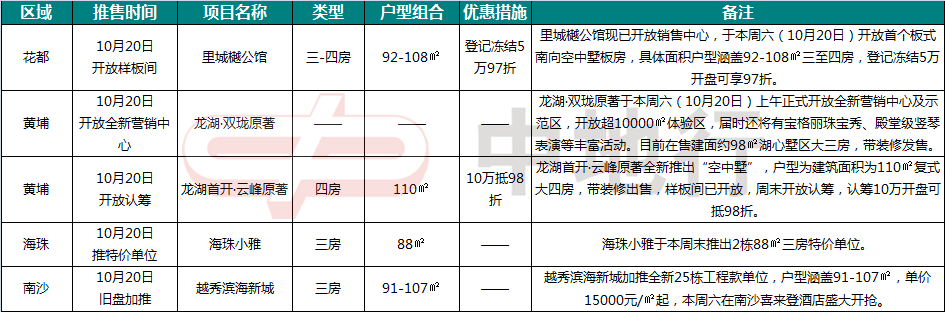 区域 推售时间 项目名称 类型 户型组合 优惠措施 备注
花都
10月20日
开放样板间
里城樾公馆
三-四房
92-108㎡
登记冻结5
万97折
里城樾公馆现已开放销售中心，于本周六（10月20日）开放首个板式
南向空中墅板房，具体面积户型涵盖92-108㎡三至四房，登记冻结5万
开盘可享97折。
黄埔
10月20日
开放全新营销中
心
龙湖·双珑原著
——
——
——
龙湖·双珑原著于本周六（10月20日）上午正式开放全新营销中心及示
范区，开放超10000㎡体验区，届时还将有宝格丽珠宝秀、殿堂级竖琴
表演等丰富活动。目前在售建面约98㎡湖心墅区大三房，带装修发售。
黄埔
10月20日
开放认筹
龙湖首开·云峰原著
四房
110㎡
10万抵98
折
龙湖首开·云峰原著全新推出“空中墅”，户型为建筑面积为110㎡复式
大四房，带装修出售，样板间已开放，周末开放认筹，认筹10万开盘可
抵98折。
海珠
10月20日
推特价单位
海珠小雅
三房
88㎡
——
海珠小雅于本周末推出2栋88㎡三房特价单位。
南沙
10月20日
旧盘加推
越秀滨海新城
三房
91-107㎡
——
越秀滨海新城加推全新25栋工程款单位，户型涵盖91-107㎡，单价
15000元/㎡起，本周六在南沙喜来登酒店盛大开抢。
中地行